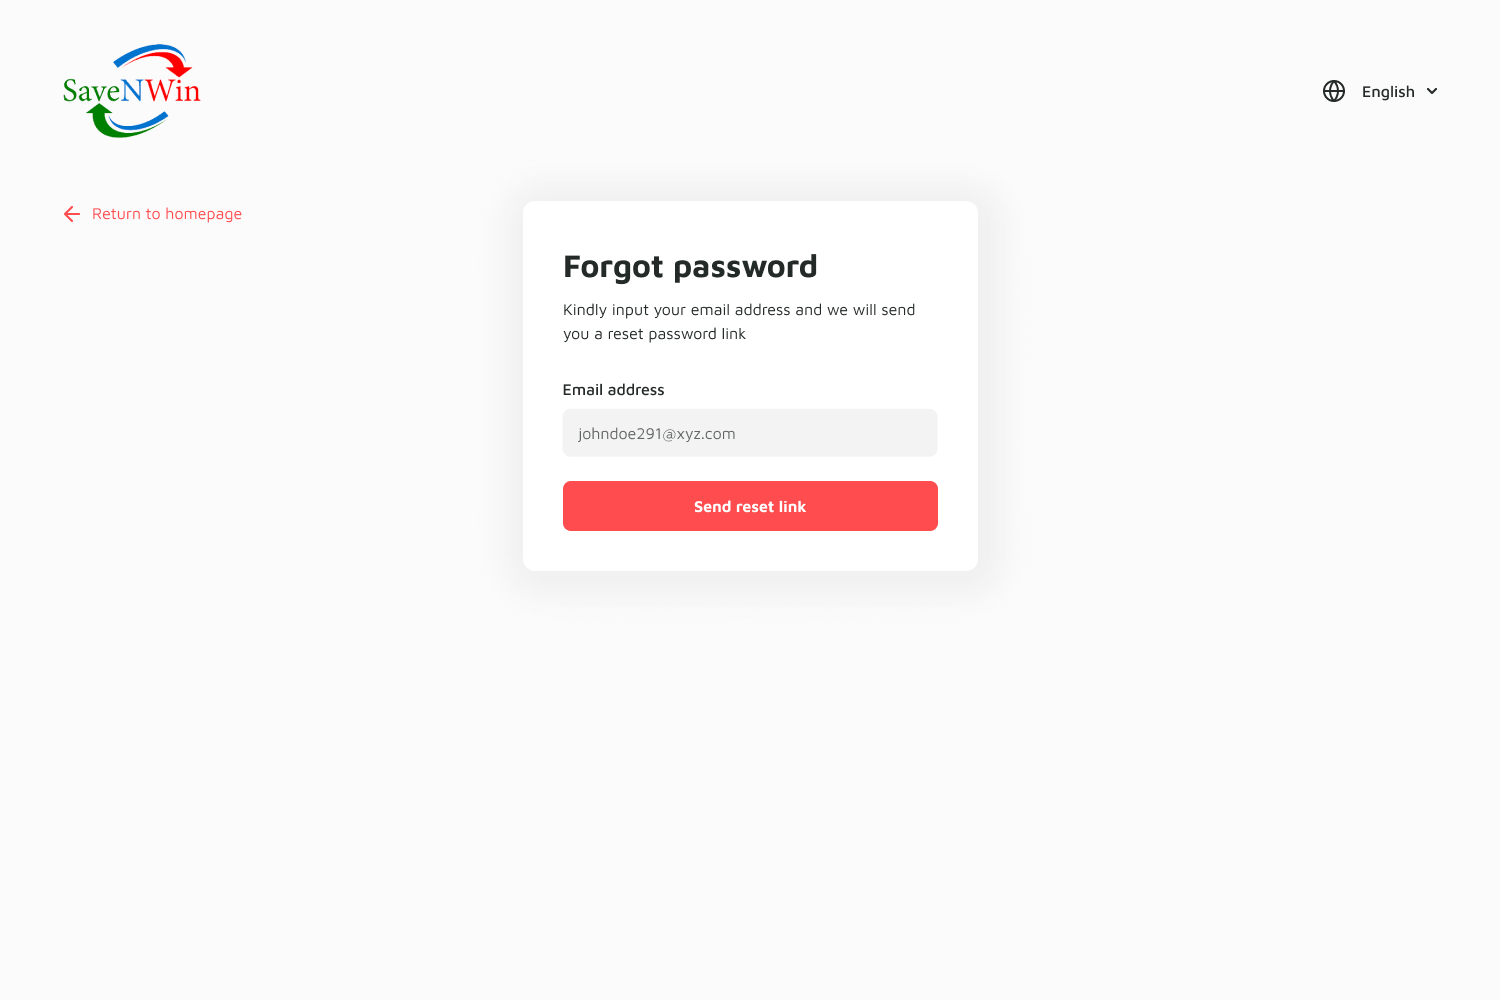 SaveNWin
English
Return to homepage
Forgot password
Kindly input your email address and we will send
you a reset password link
Email address
johndoe291@xyz.com
Send reset link